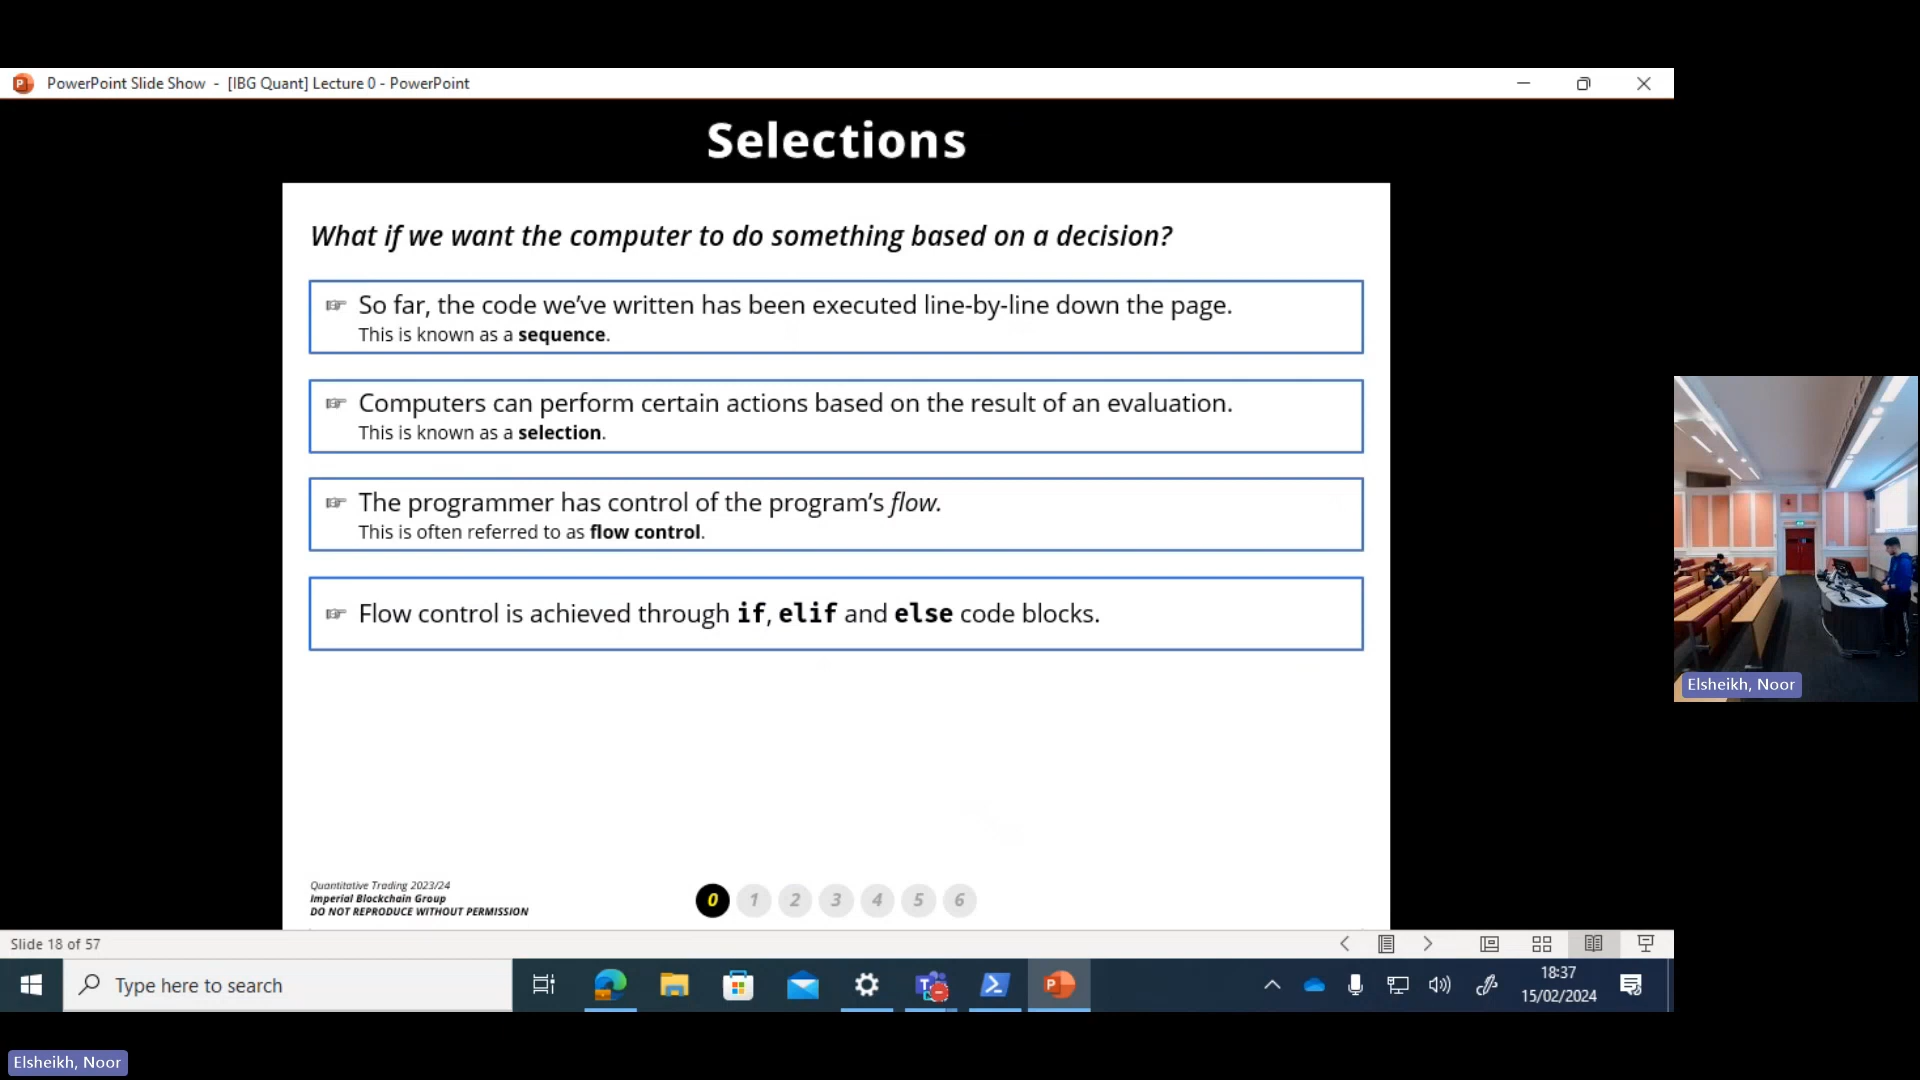 PowerPoint Slide Show - [IBG Quant] Lecture 0 - PowerPoint
Selections
What if we want the computer to do something based on a decision?
So far, the code we’ve written has been executed line-by-line down the page.
This is known as a sequence.
Computers can perform certain actions based on the result of an evaluation.
This is known as a selection.
The programmer has control of the program’s flow.
This is often referred to as flow control.
Flow control is achieved through if, elif and else code blocks.
Quantitative Trading 2023/24
Imperial Blockchain Group
DO NOT REPRODUCE WITHOUT PERMISSION
0 1 2 3 4 5 6
Slide 18 of 57
Type here to search
18:37
15/02/2024
Elsheikh, Noor
Elsheikh, Noor